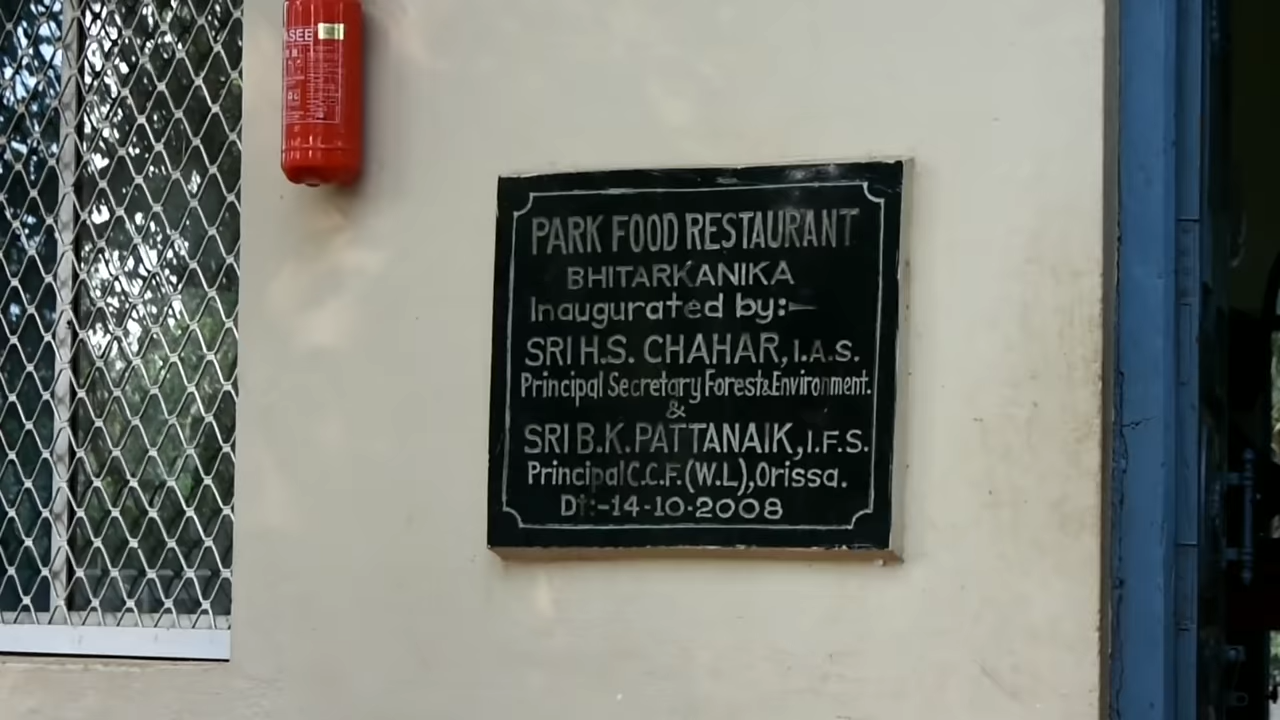 PARK FOOD RESTAURANT
BHITARKANIKA
Inaugurated by:-
SRI H.S. CHAHAR, I.A.S.
Principal Secretary Forest & Environment.
&
SRI B.K. PATTANAIK, I.F.S.
Principal C.C.F. (W.L), Orissa.
Dt:-14-10-2008